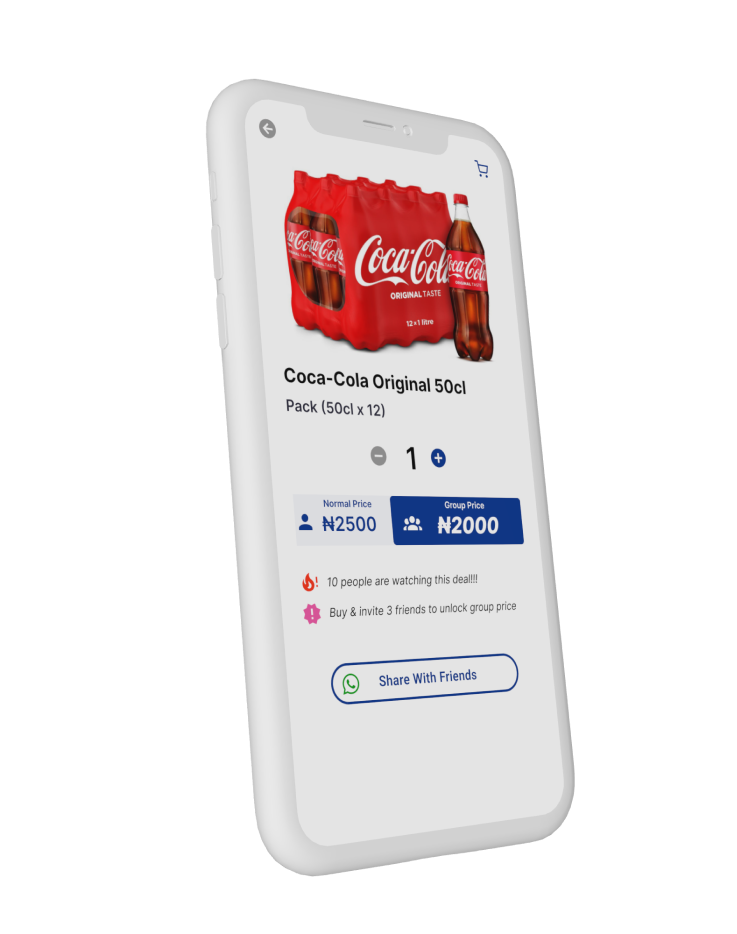 Coca-Cola
ORIGINAL TASTE
12×1 litre
Coca-Cola
Coca-Cola Original 50cl
Pack (50cl x 12)
1
Normal Price
₦2500
Group Price
₦2000
10 people are watching this deal!!!
Buy & invite 3 friends to unlock group price
Share With Friends